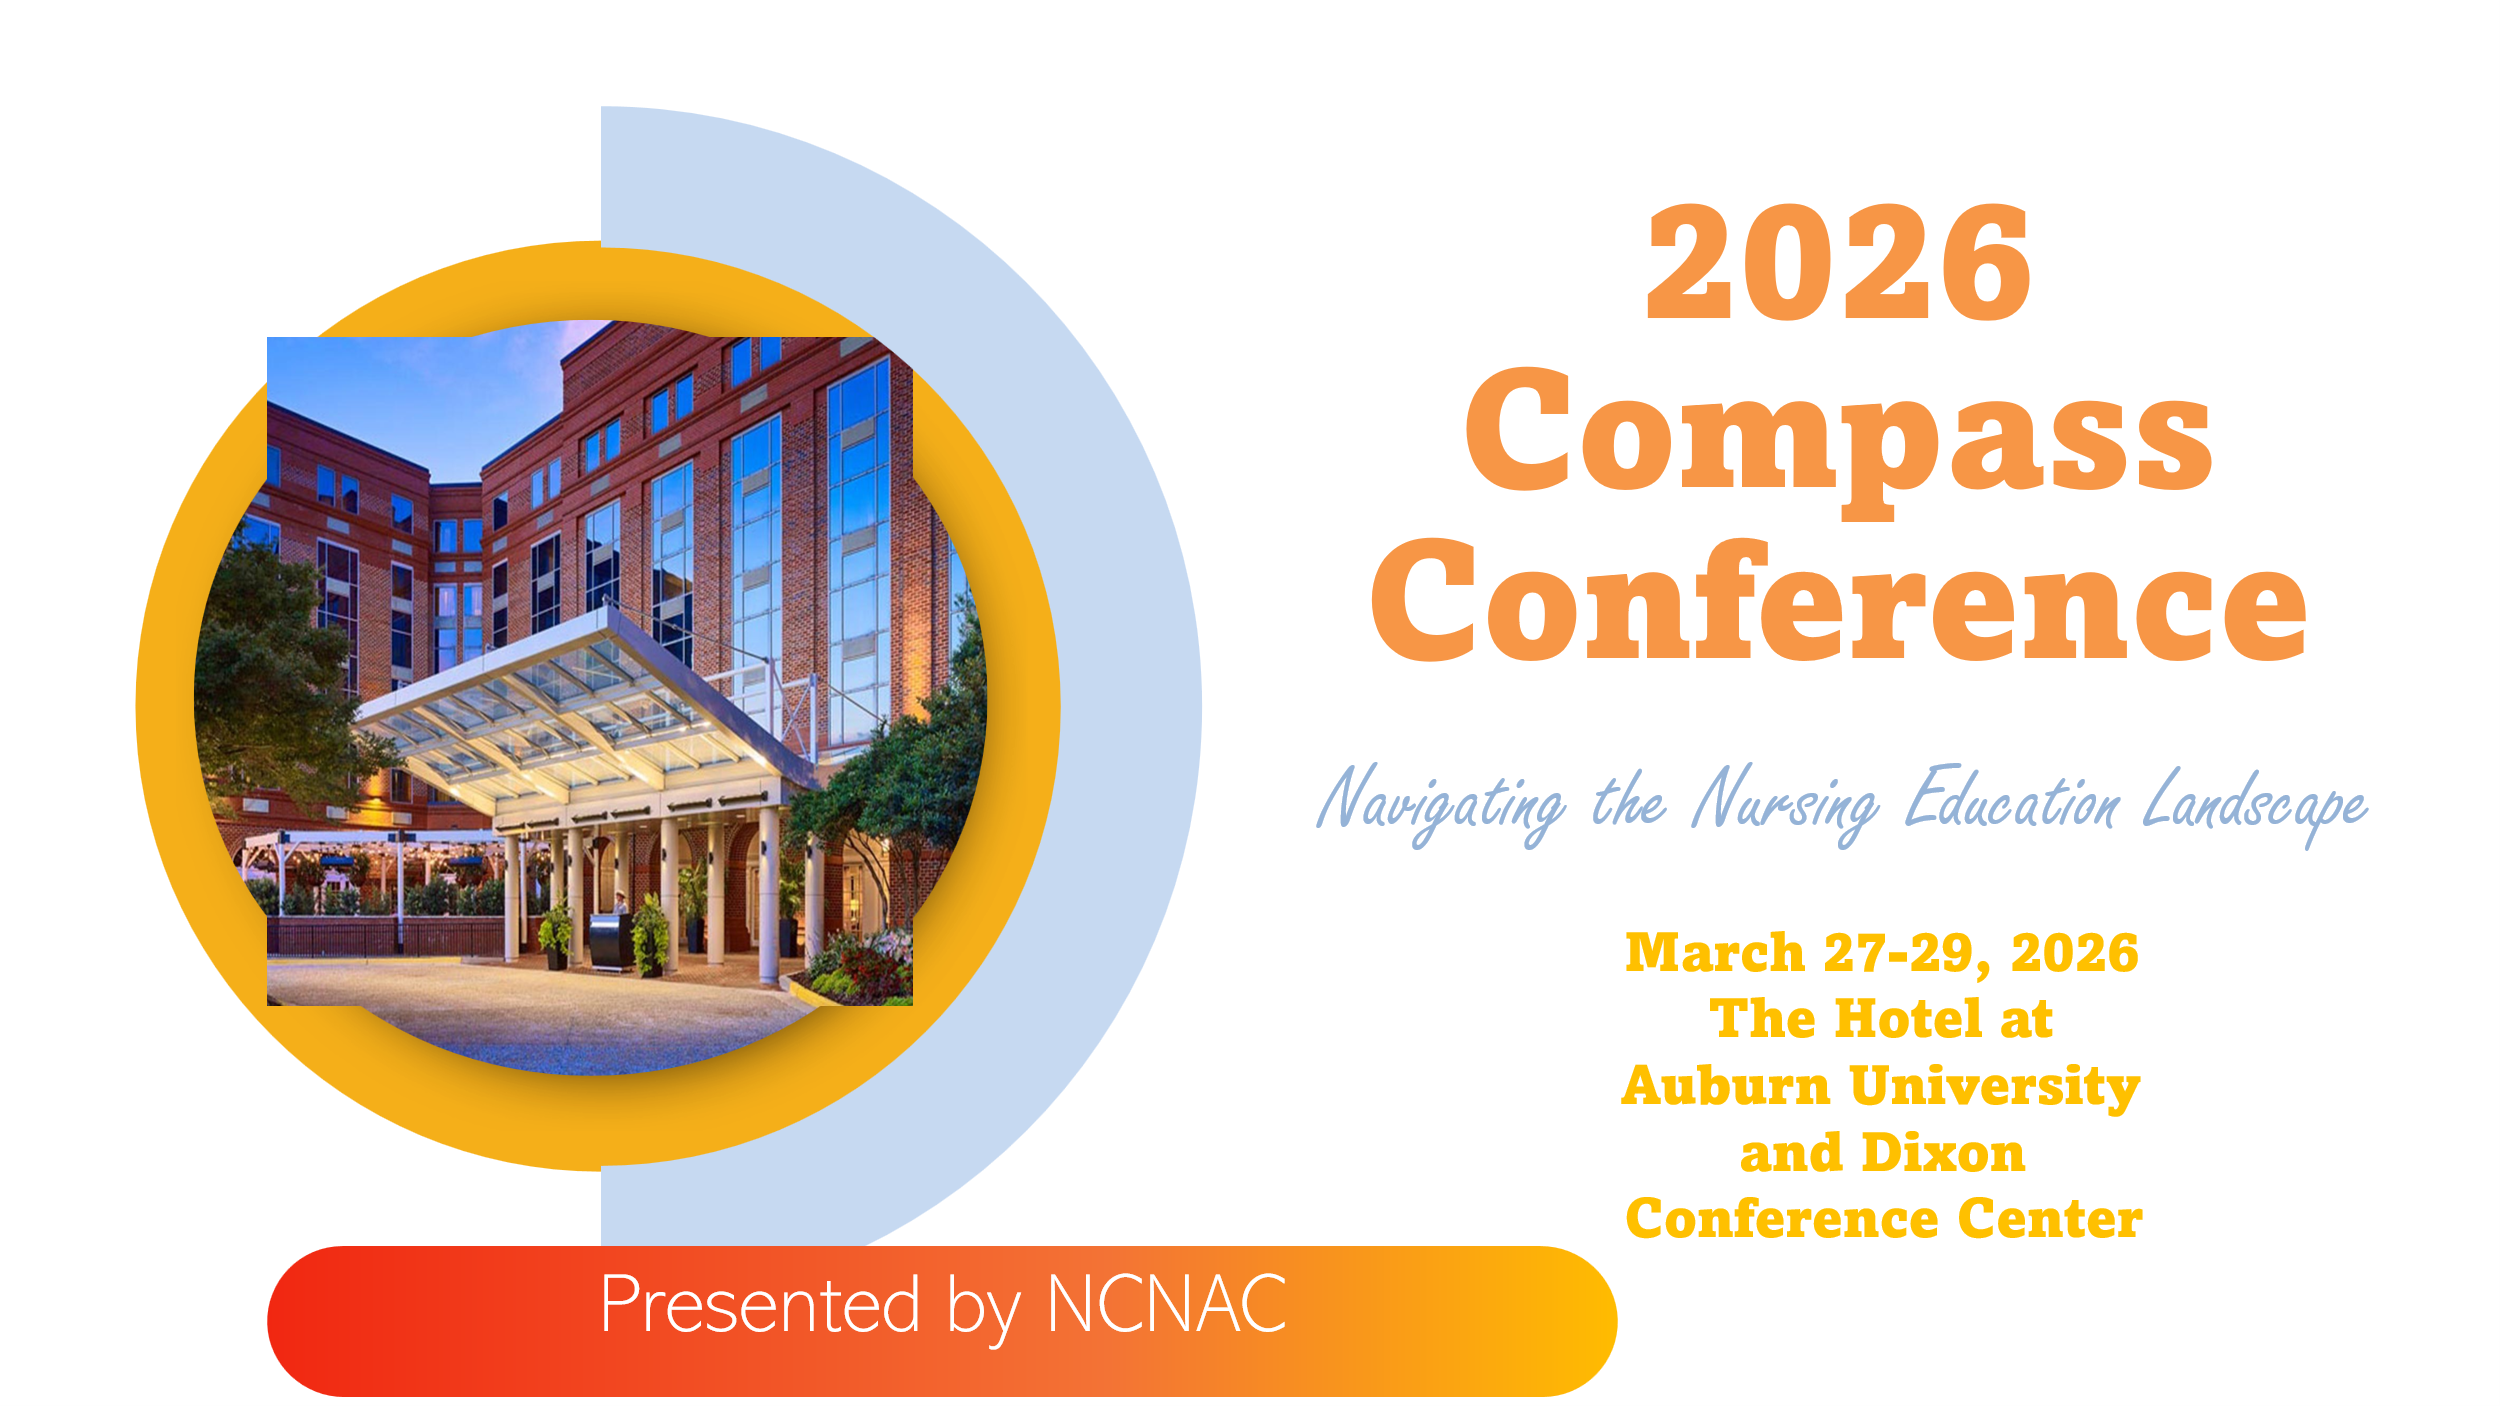 2026
Compass
Conference
Navigating the Nursing Education Landscape
March 27-29, 2026
The Hotel at
Auburn University
and Dixon
Conference Center
Presented by NCNAC